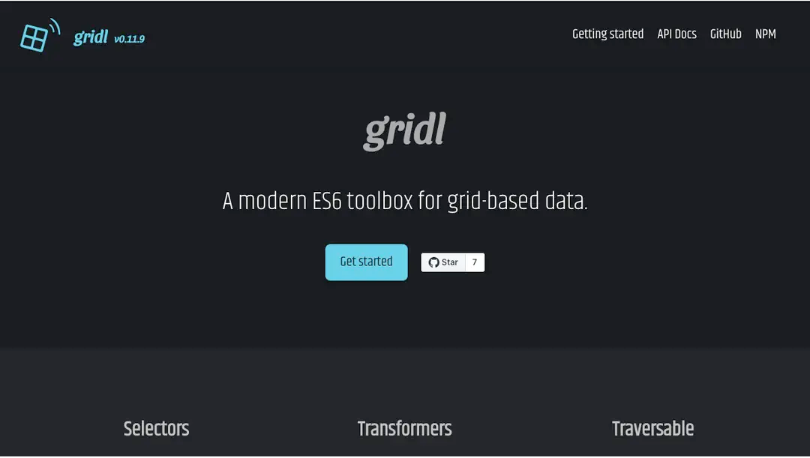 gridl v0.11.9
Getting started API Docs GitHub NPM
gridl
A modern ES6 toolbox for grid-based data.
Get started
Star 7
Selectors Transformers Traversable